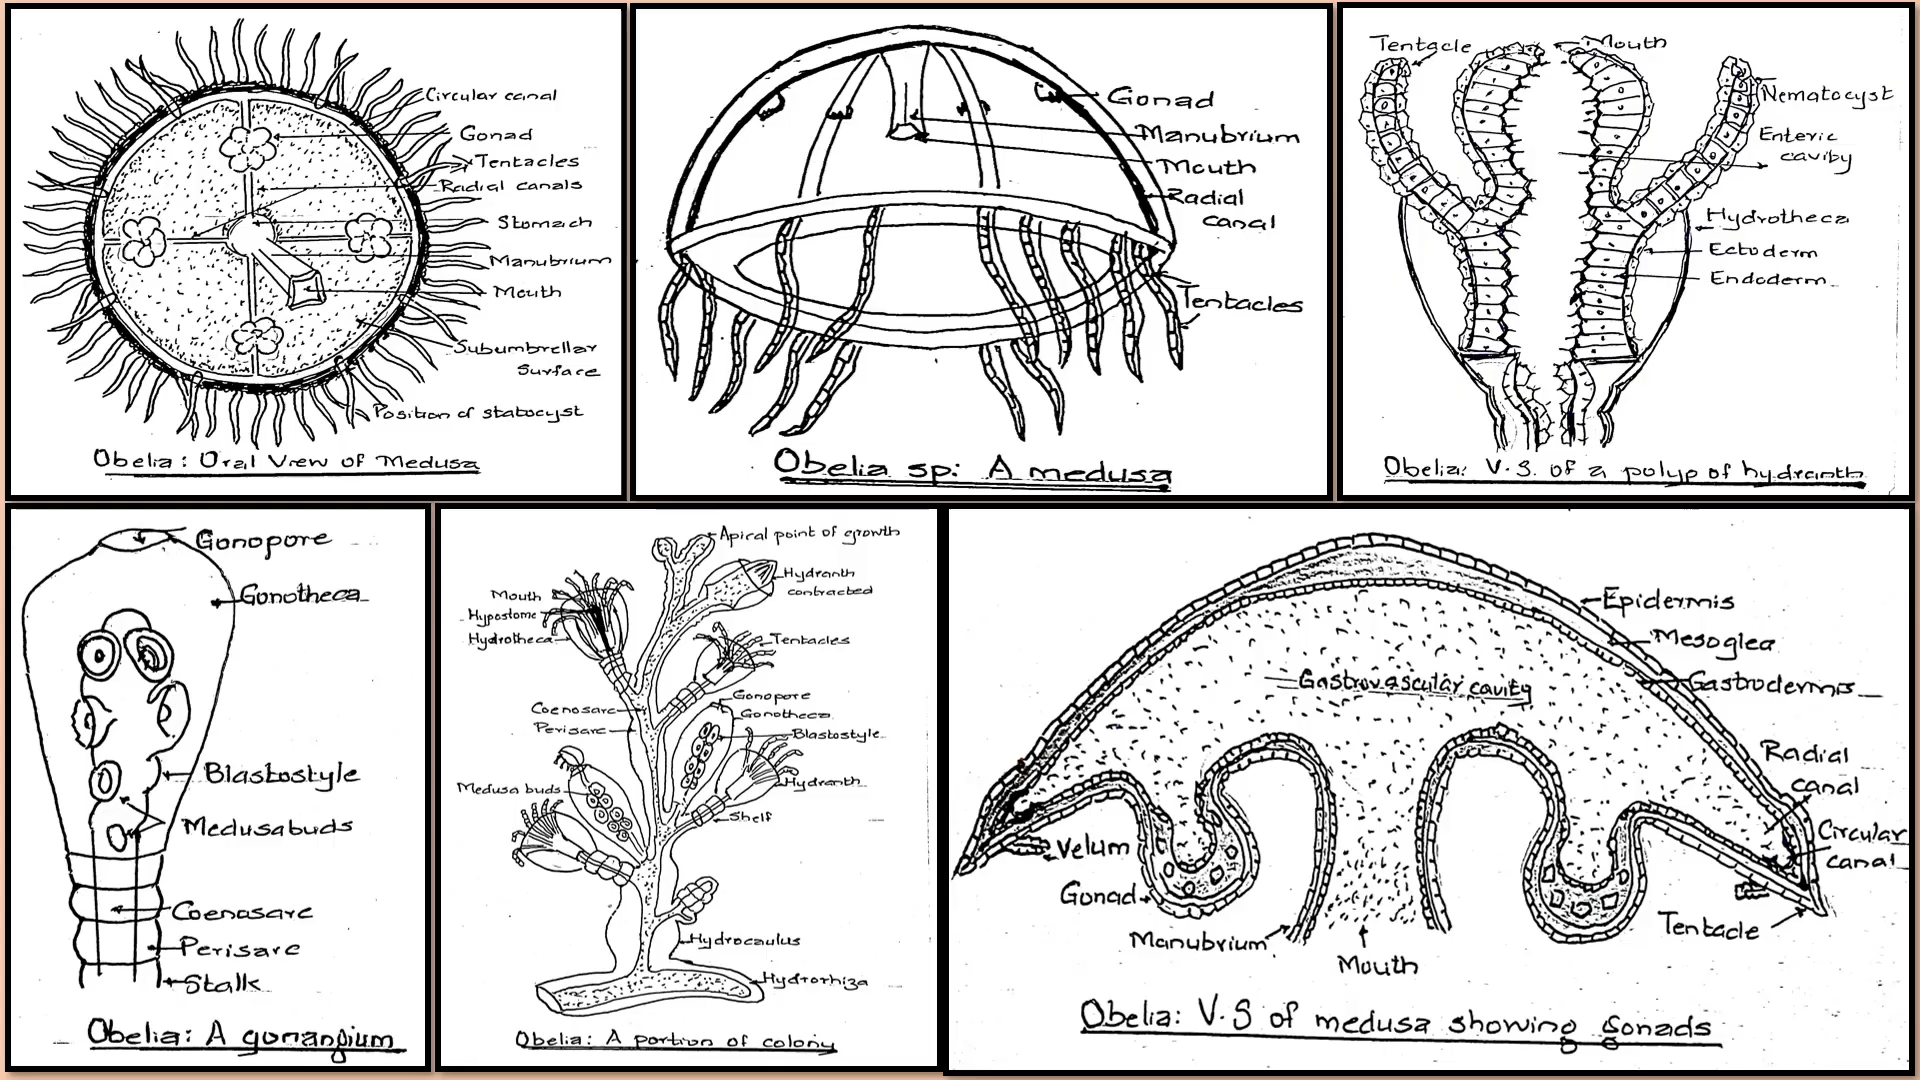 Circular canal
Gonad
Tentacles
Radial canals
Stomach
Manubrium
Mouth
Subumbrellar
Surface
Position of statocyst
Obelia: Oral View of Medusa
Gonad
Manubrium
Mouth
Radial
canal
Tentacles
Obelia sp: A medusa
Tentacle
Mouth
Nematocyst
Enteric
cavity
Hydrotheca
Ectoderm
Endoderm
Obelia: V.S. of a polyp of hydranth
Gonopore
Gonotheca
Blastostyle
Medusabuds
Coenosarc
Perisarc
Stalk
Obelia: A gonangium
Apical point of growth
Hydranth
contracted
Mouth
Hypostome
Hydrotheca
Tentacles
Gonopore
Coenosarc
Gonotheca
Perisarc
Blastostyle
Medusa buds
Hydranth
Shelf
Hydrocaulus
Hydrorhiza
Obelia: A portion of colony
Epidermis
Mesoglea
Gastrovascular cavity
Gastrodermis
Radial
canal
Circular
canal
Velum
Gonad
Manubrium
Mouth
Tentacle
Obelia: V.S of medusa showing gonads